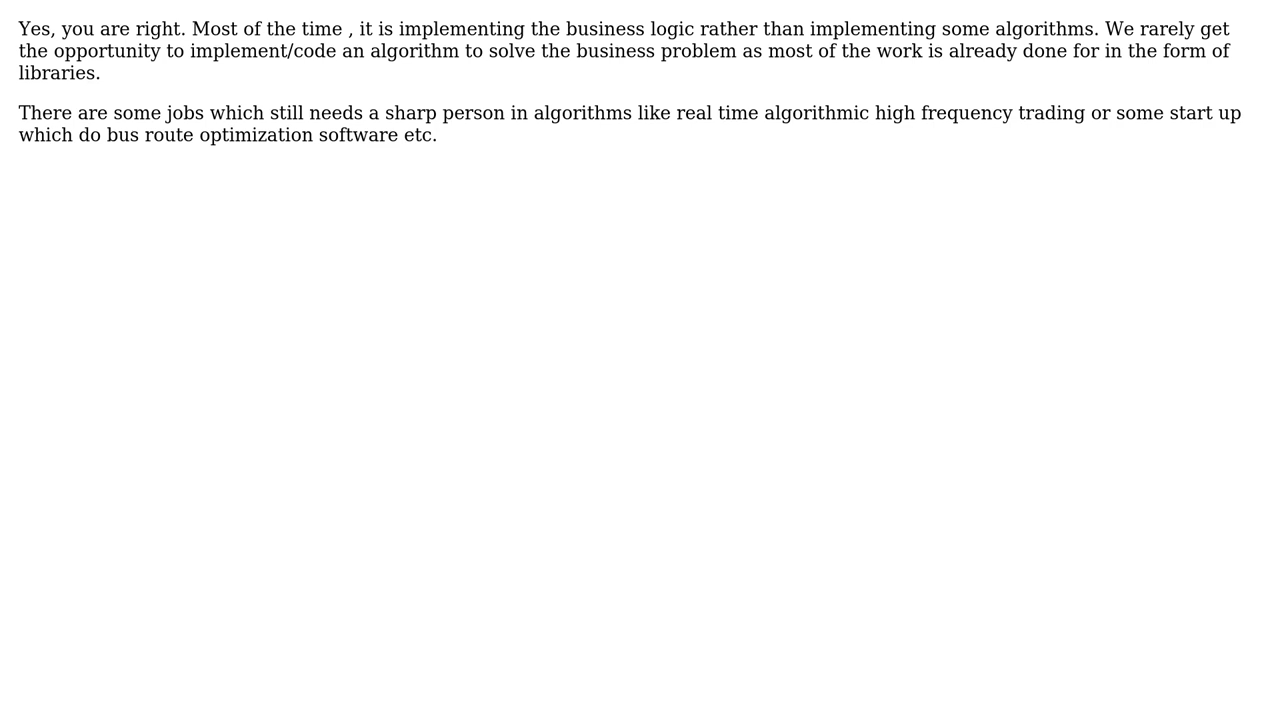 Yes, you are right. Most of the time , it is implementing the business logic rather than implementing some algorithms. We rarely get
the opportunity to implement/code an algorithm to solve the business problem as most of the work is already done for in the form of
libraries.
There are some jobs which still needs a sharp person in algorithms like real time algorithmic high frequency trading or some start up
which do bus route optimization software etc.